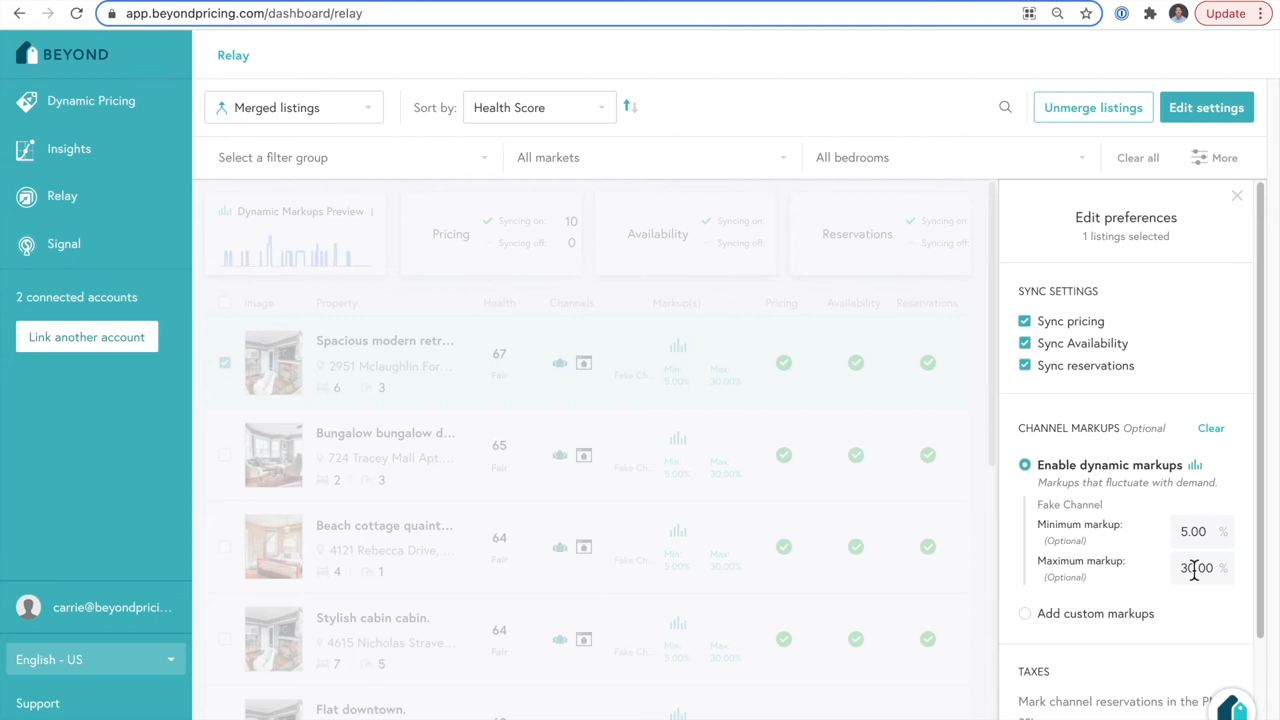 app.beyondpricing.com/dashboard/relay
Update
BEYOND
Relay
Dynamic Pricing
Insights
Relay
Signal
2 connected accounts
Link another account
carrie@beyondprici...
English - US
Support
Merged listings
Sort by:
Health Score
Unmerge listings
Edit settings
Select a filter group
All markets
All bedrooms
Clear all
More
Dynamic Markups Preview
Pricing
Syncing on: 10
Syncing off: 0
Availability
Syncing on:
Syncing off:
Reservations
Syncing on:
Syncing off:
Image Property Health Channels Markup(s) Pricing Availability Reservations
Spacious modern retr...
2951 Mclaughlin For...
6 3
67
Fair
Fake Ch...
Min: 5.00%
Max: 30.00%
Bungalow bungalow d...
724 Tracey Mall Apt....
2 3
65
Fair
Fake Ch...
Min: 5.00%
Max: 30.00%
Beach cottage quaint...
4121 Rebecca Drive, ...
4 1
64
Fair
Fake Ch...
Min: 5.00%
Max: 30.00%
Stylish cabin cabin.
4615 Nicholas Strave...
7 5
64
Fair
Fake Ch...
Min: 5.00%
Max: 30.00%
Flat downtown.
Edit preferences
1 listings selected
SYNC SETTINGS
Sync pricing
Sync Availability
Sync reservations
CHANNEL MARKUPS Optional
Clear
Enable dynamic markups
Markups that fluctuate with demand.
Fake Channel
Minimum markup:
(Optional)
5.00 %
Maximum markup:
(Optional)
30.00 %
Add custom markups
TAXES
Mark channel reservations in the